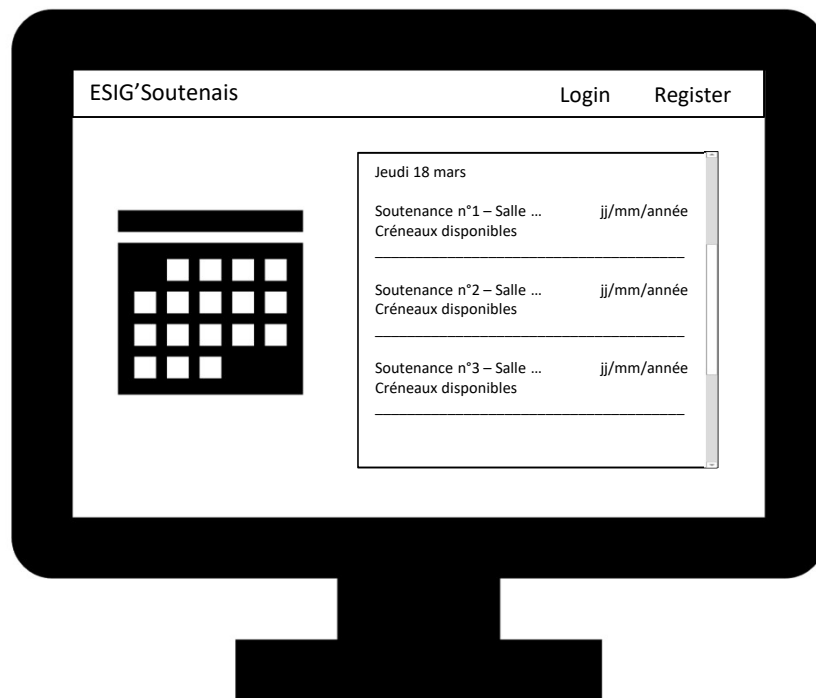 ESIG’Soutenais Login Register
Jeudi 18 mars
Soutenance n°1 – Salle … jj/mm/année
Créneaux disponibles
Soutenance n°2 – Salle … jj/mm/année
Créneaux disponibles
Soutenance n°3 – Salle … jj/mm/année
Créneaux disponibles